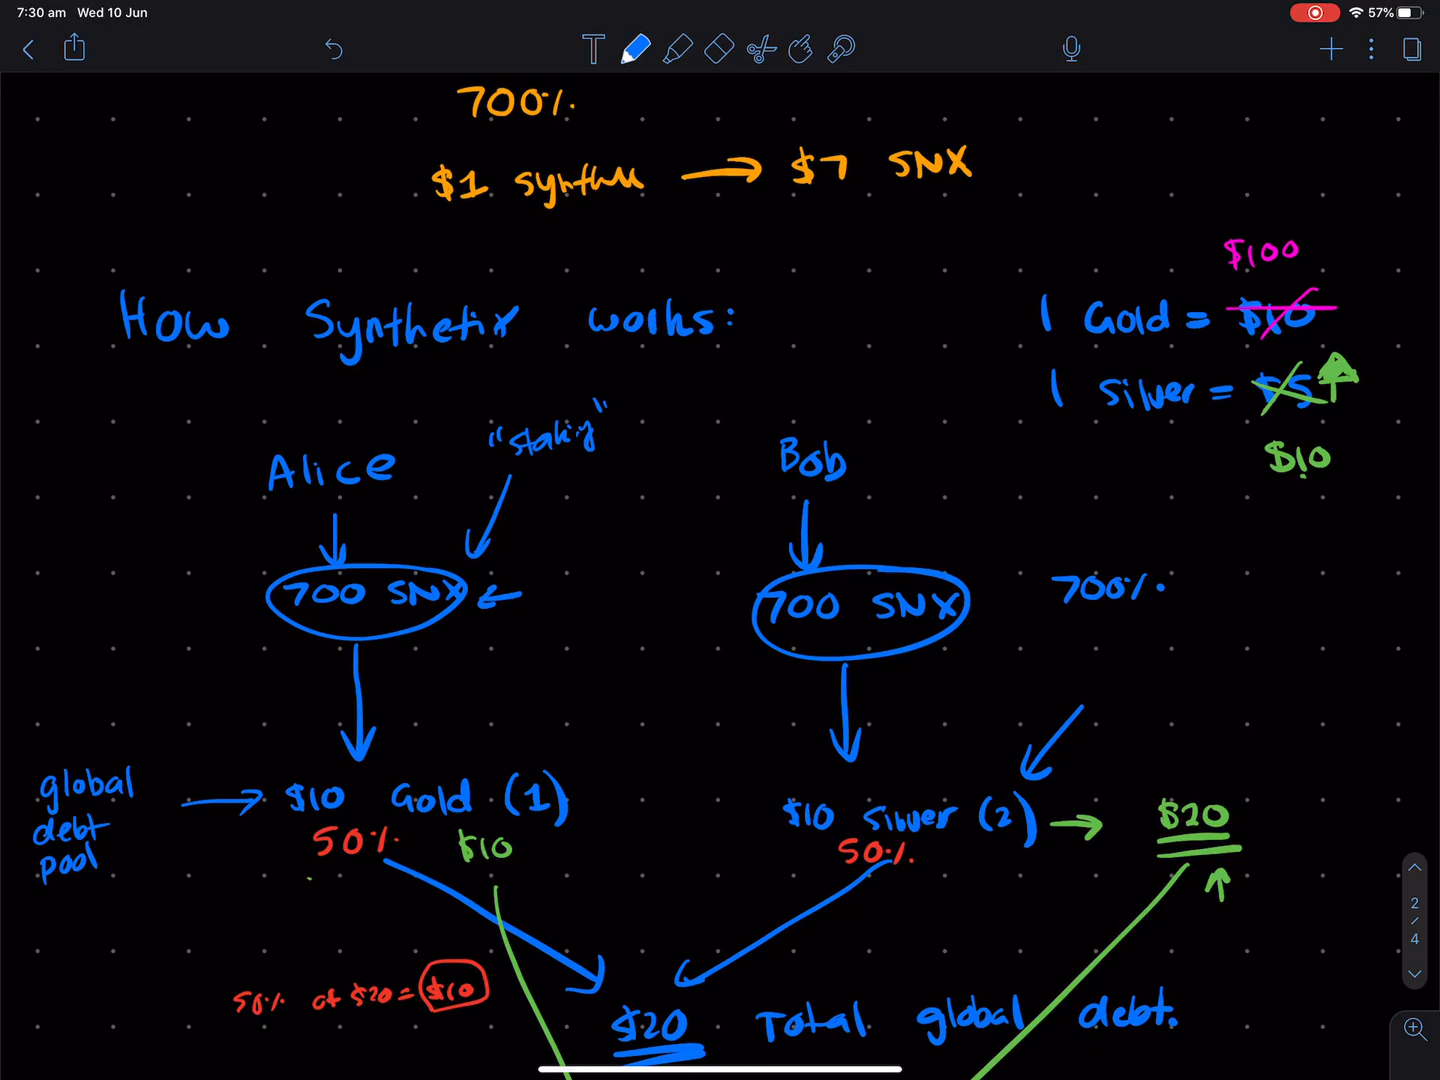 7:30 am Wed 10 Jun
57%
700%.
$1 synthetic → $7 SNX
$100
How Synthetix works:
1 Gold = $10
1 Silver = $5
$10
"staking"
Alice
Bob
700 SNX
700 SNX
700%.
global
debt
pool
$10 Gold (1)
50%.
$10
$10 Silver (2)
50%.
$20
50% of $20 = $10
$20 Total global debt.
2
/
4